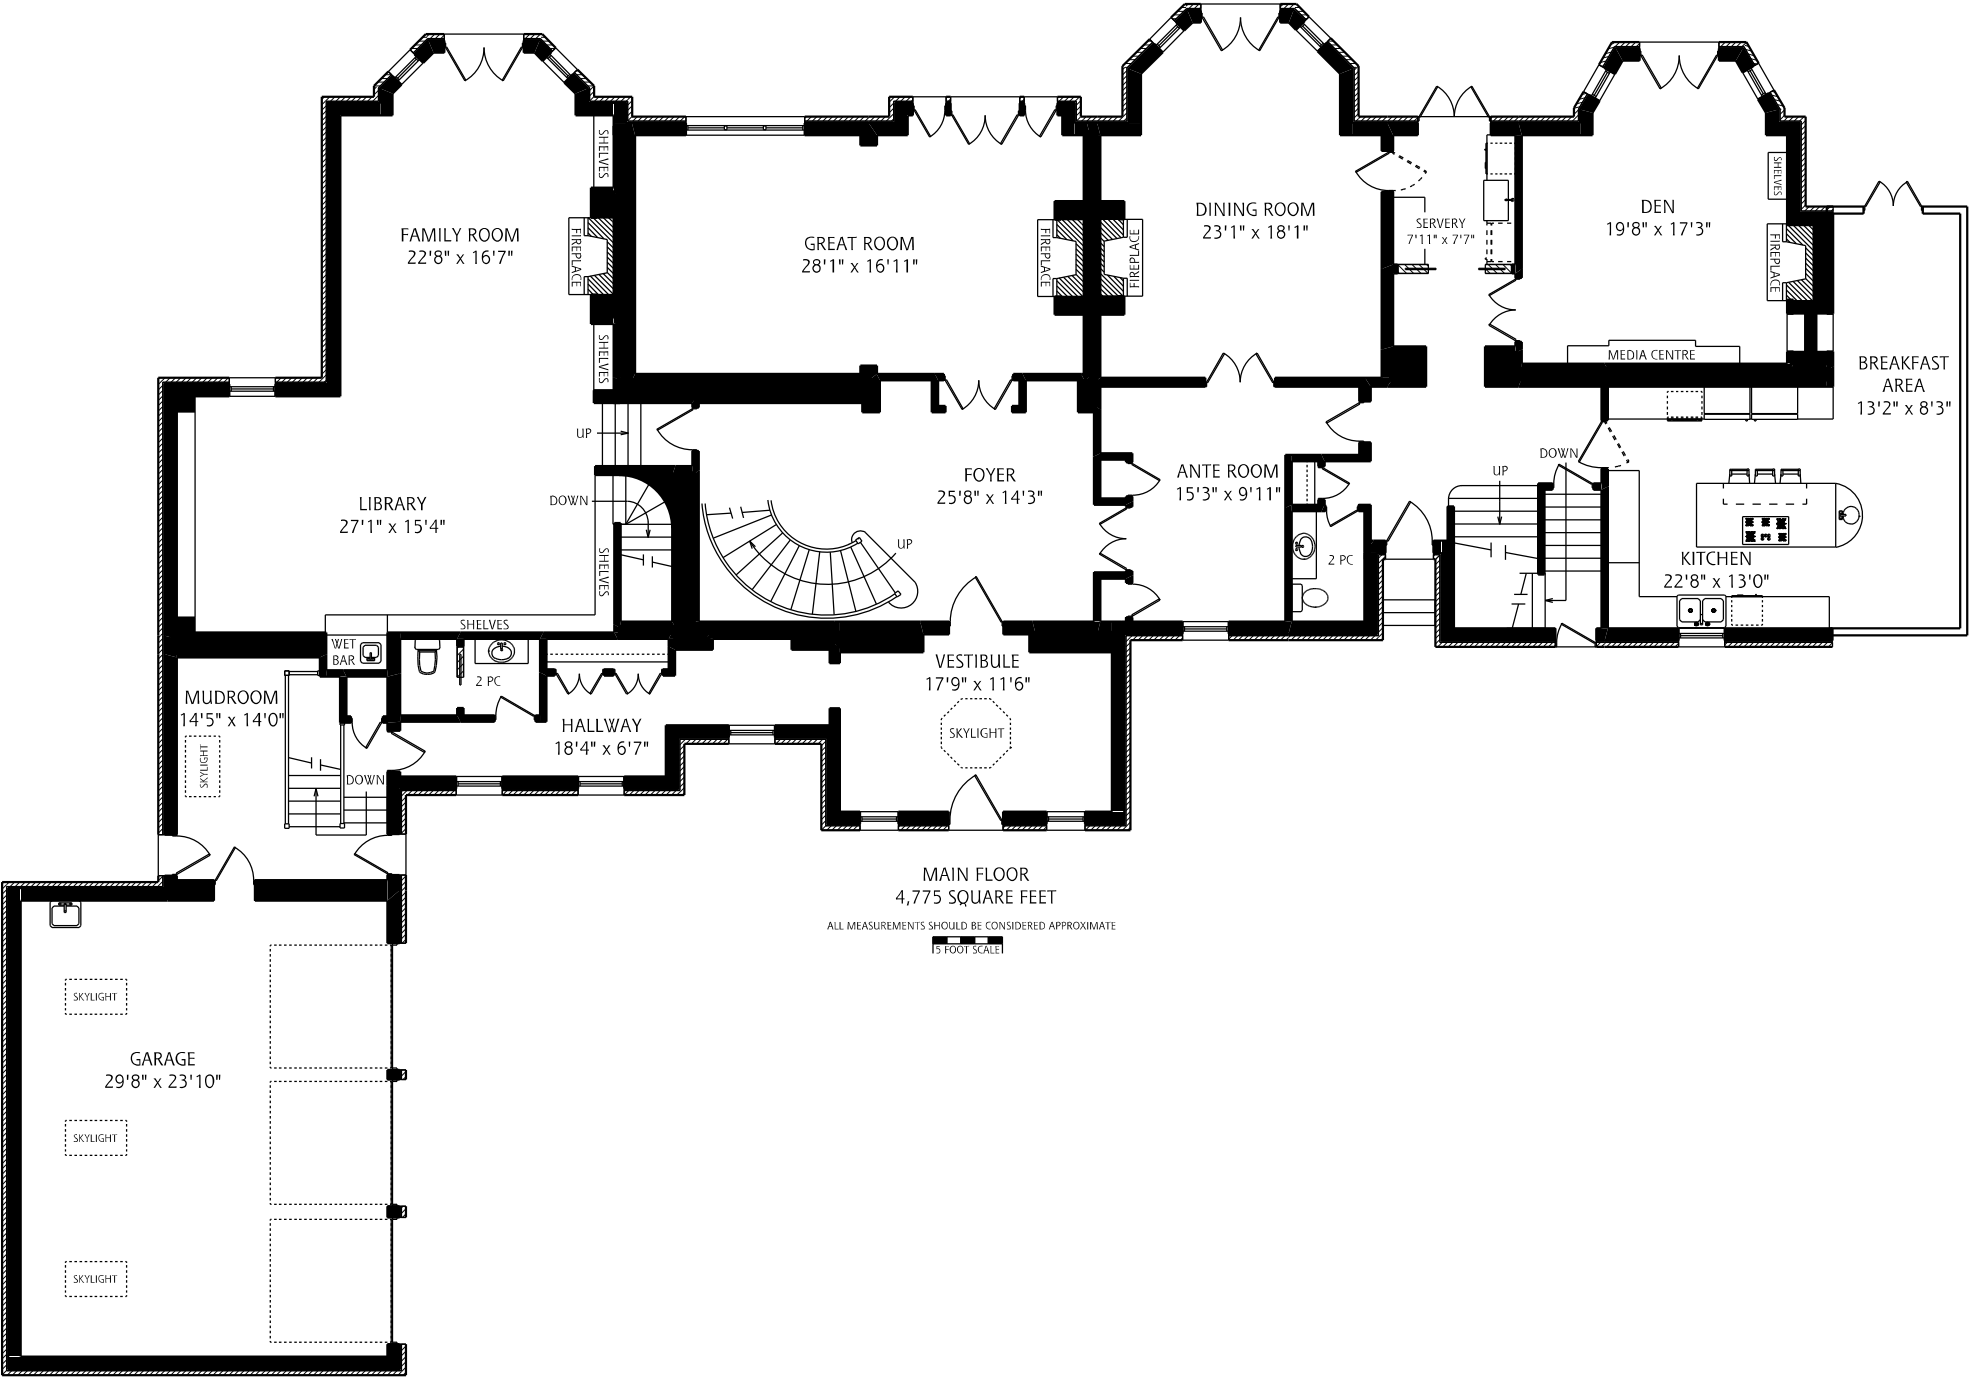 FAMILY ROOM
22'8" x 16'7"
SHELVES
FIREPLACE
SHELVES
GREAT ROOM
28'1" x 16'11"
FIREPLACE
FIREPLACE
DINING ROOM
23'1" x 18'1"
SERVERY
7'11" x 7'7"
DEN
19'8" x 17'3"
SHELVES
FIREPLACE
MEDIA CENTRE
BREAKFAST
AREA
13'2" x 8'3"
UP
DOWN
LIBRARY
27'1" x 15'4"
SHELVES
SHELVES
FOYER
25'8" x 14'3"
UP
ANTE ROOM
15'3" x 9'11"
2 PC
UP
DOWN
KITCHEN
22'8" x 13'0"
WET
BAR
2 PC
MUDROOM
14'5" x 14'0"
SKYLIGHT
DOWN
HALLWAY
18'4" x 6'7"
VESTIBULE
17'9" x 11'6"
SKYLIGHT
MAIN FLOOR
4,775 SQUARE FEET
ALL MEASUREMENTS SHOULD BE CONSIDERED APPROXIMATE
5 FOOT SCALE
SKYLIGHT
GARAGE
29'8" x 23'10"
SKYLIGHT
SKYLIGHT